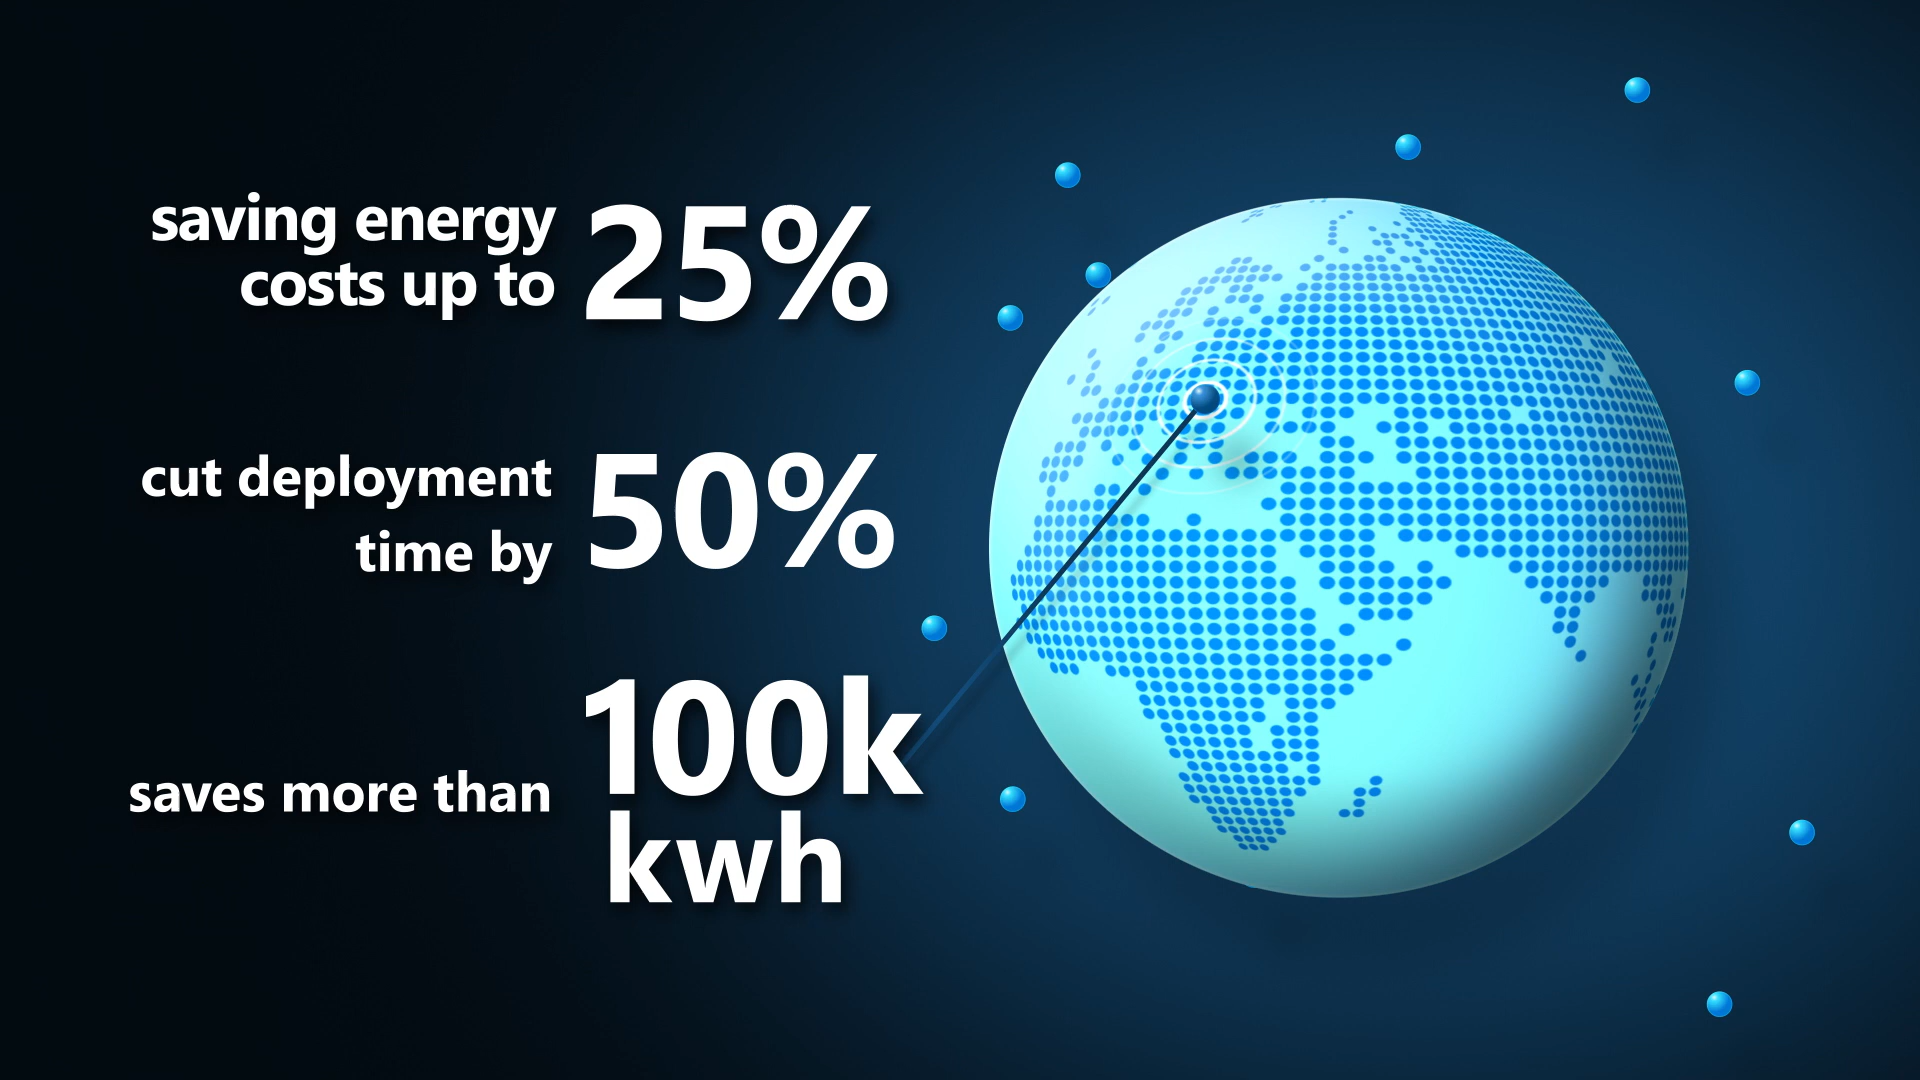 saving energy
costs up to
25%
cut deployment
time by
50%
saves more than
100k
kwh